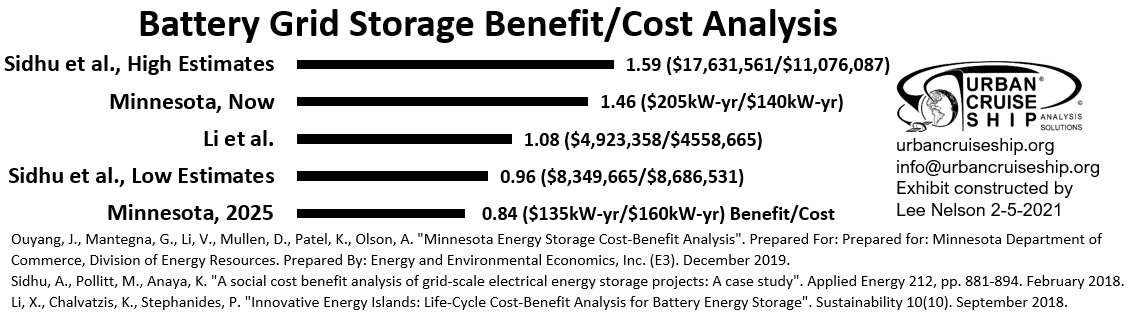 Battery Grid Storage Benefit/Cost Analysis
Sidhu et al., High Estimates 1.59 ($17,631,561/$11,076,087)
Minnesota, Now 1.46 ($205kW-yr/$140kW-yr)
Li et al. 1.08 ($4,923,358/$4558,665)
Sidhu et al., Low Estimates 0.96 ($8,349,665/$8,686,531)
Minnesota, 2025 0.84 ($135kW-yr/$160kW-yr) Benefit/Cost
URBAN
CRUISE
SHIP
ANALYSIS
SOLUTIONS
urbancruiseship.org
info@urbancruiseship.org
Exhibit constructed by
Lee Nelson 2-5-2021
Ouyang, J., Mantegna, G., Li, V., Mullen, D., Patel, K., Olson, A. "Minnesota Energy Storage Cost-Benefit Analysis". Prepared For: Prepared for: Minnesota Department of
Commerce, Division of Energy Resources. Prepared By: Energy and Environmental Economics, Inc. (E3). December 2019.
Sidhu, A., Pollitt, M., Anaya, K. "A social cost benefit analysis of grid-scale electrical energy storage projects: A case study". Applied Energy 212, pp. 881-894. February 2018.
Li, X., Chalvatzis, K., Stephanides, P. "Innovative Energy Islands: Life-Cycle Cost-Benefit Analysis for Battery Energy Storage". Sustainability 10(10). September 2018.